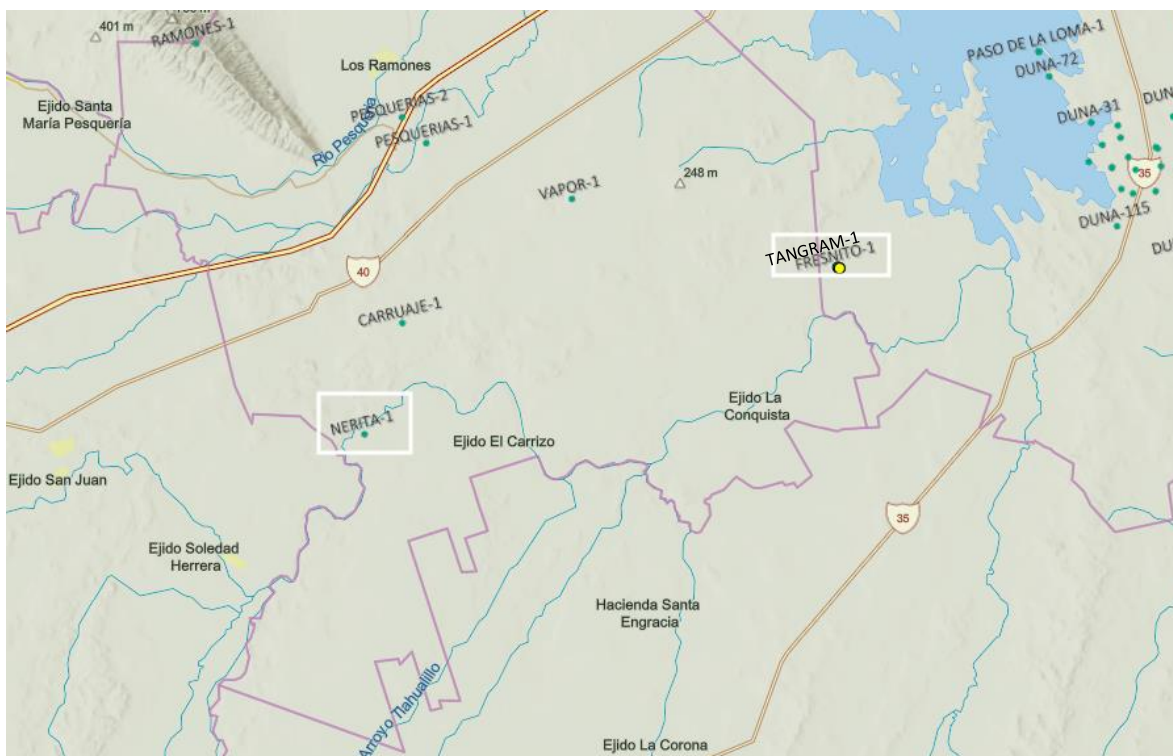 401 m
RAMONES-1
Los Ramones
PASO DE LA LOMA-1
DUNA-72
Ejido Santa
María Pesquería
PESQUERIAS-2
DUNA-31
Río Pesquería
PESQUERIAS-1
248 m
VAPOR-1
35
DUNA-115
TANGRAM-1
FRESNITO-1
40
CARRUAJE-1
NERITA-1
Ejido La
Conquista
Ejido El Carrizo
Ejido San Juan
35
Ejido Soledad
Herrera
Hacienda Santa
Engracia
Arroyo Tlahualillo
Ejido La Corona